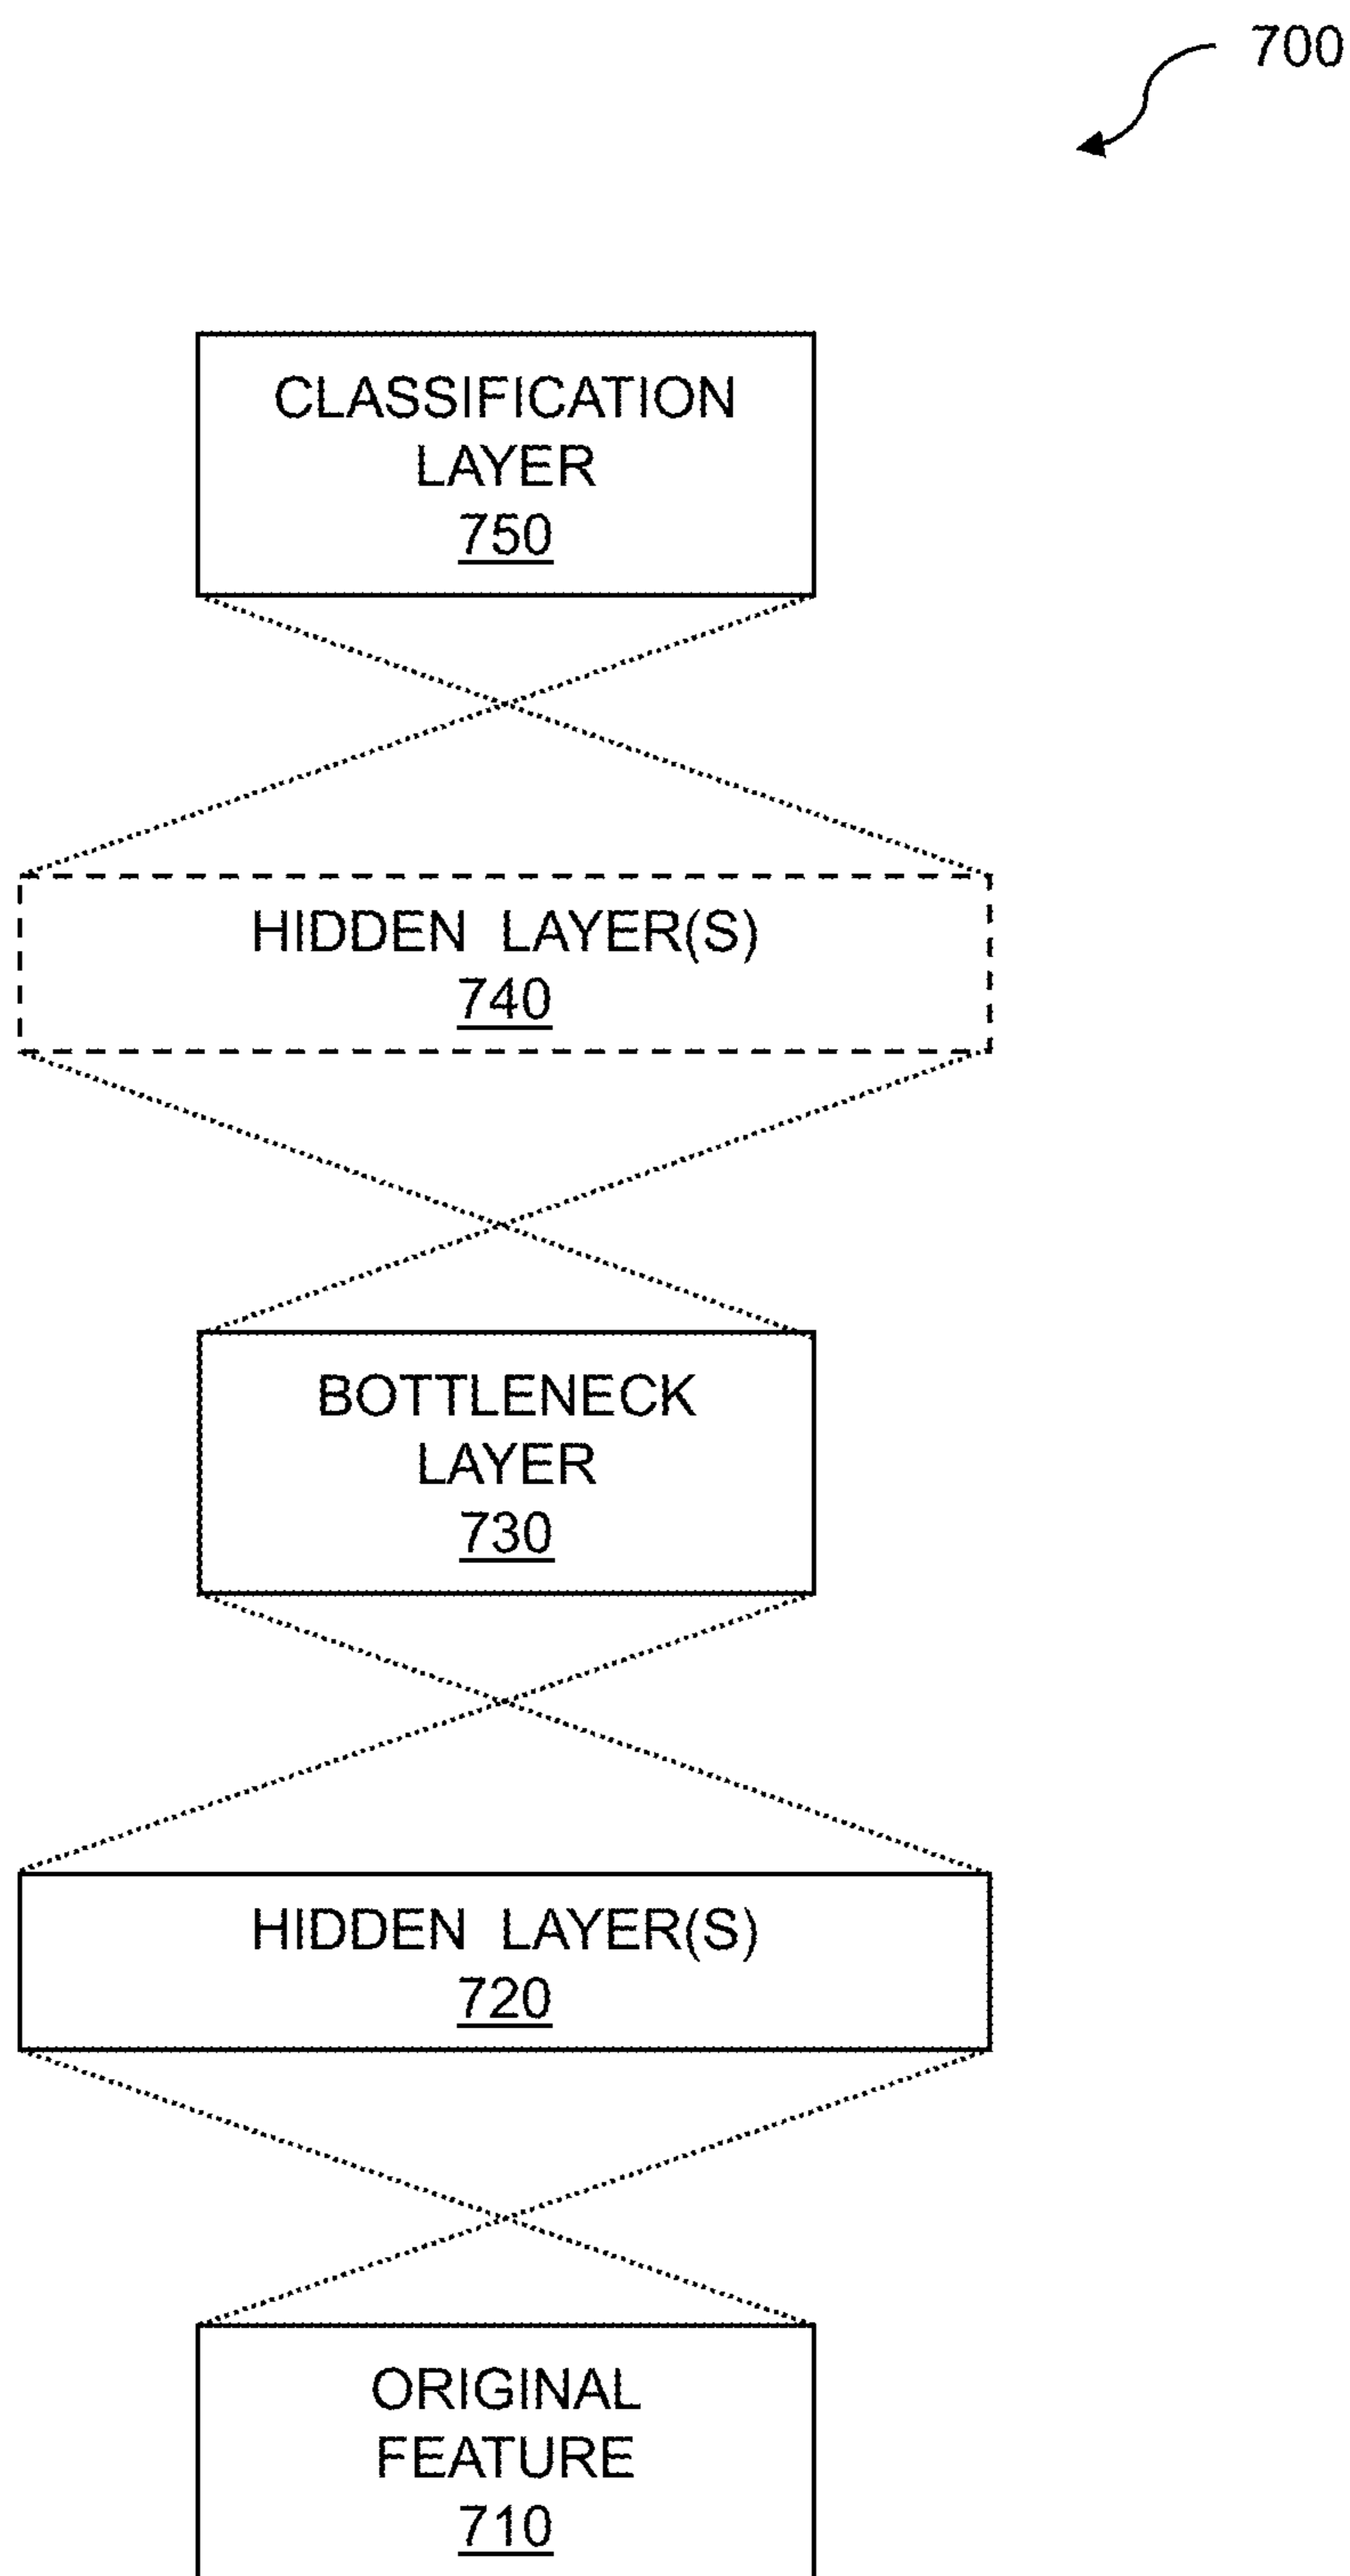 700
CLASSIFICATION
LAYER
750
HIDDEN LAYER(S)
740
BOTTLENECK
LAYER
730
HIDDEN LAYER(S)
720
ORIGINAL
FEATURE
710